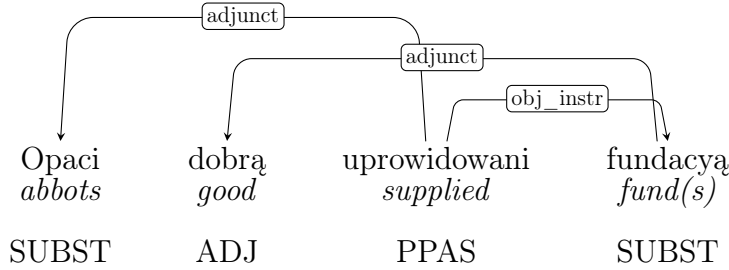 adjunct
adjunct
obj_instr
Opaci dobrą uprowidowani fundacyą
abbots good supplied fund(s)
SUBST ADJ PPAS SUBST